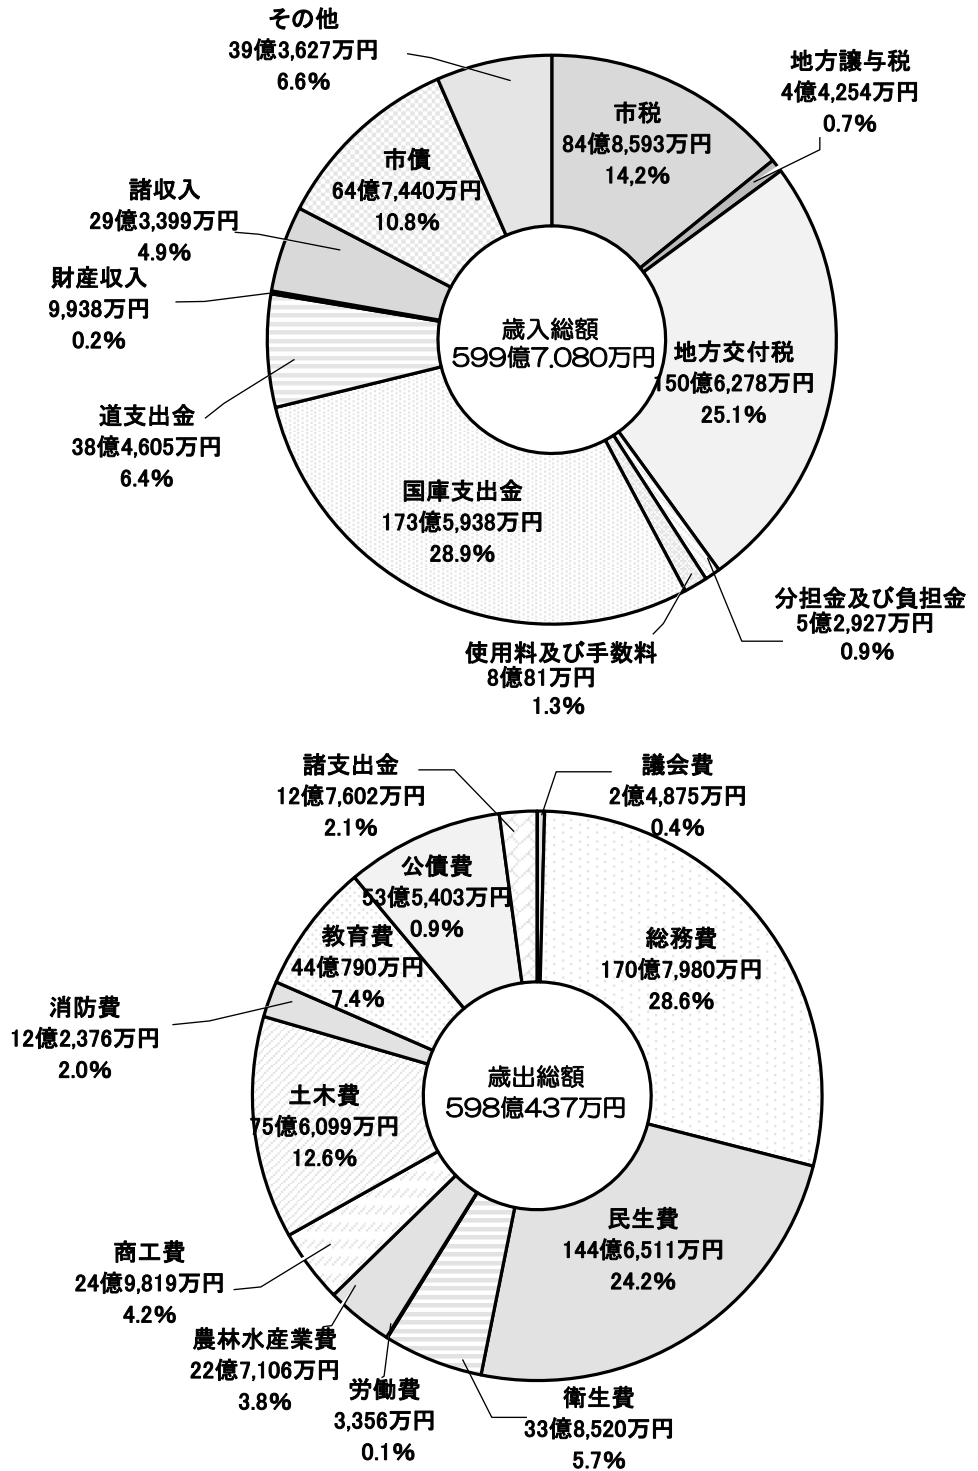 その他
39億3,627万円
6.6%
地方譲与税
4億4,254万円
0.7%
市税
84億8,593万円
14,2%
市債
64億7,440万円
10.8%
諸収入
29億3,399万円
4.9%
財産収入
9,938万円
0.2%
歳入総額
599億7.080万円
地方交付税
150億6,278万円
25.1%
道支出金
38億4,605万円
6.4%
国庫支出金
173億5,938万円
28.9%
分担金及び負担金
5億2,927万円
0.9%
使用料及び手数料
8億81万円
1.3%
諸支出金
12億7,602万円
2.1%
議会費
2億4,875万円
0.4%
公債費
53億5,403万円
0.9%
教育費
44億790万円
7.4%
総務費
170億7,980万円
28.6%
消防費
12億2,376万円
2.0%
歳出総額
598億437万円
土木費
75億6,099万円
12.6%
民生費
144億6,511万円
24.2%
商工費
24億9,819万円
4.2%
農林水産業費
22億7,106万円
3.8%
労働費
3,356万円
0.1%
衛生費
33億8,520万円
5.7%